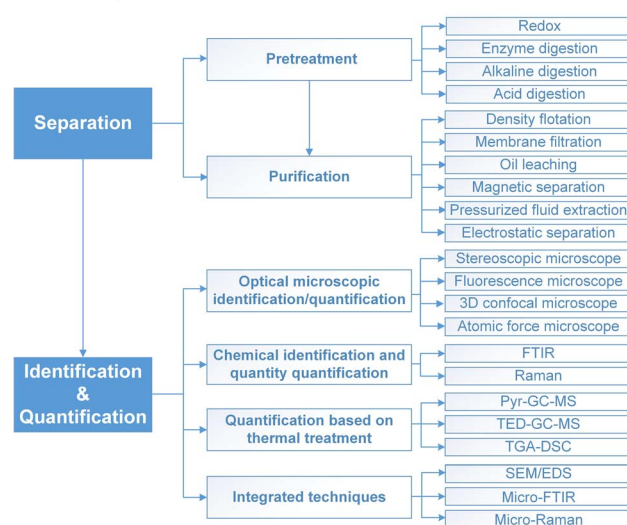 Separation
Pretreatment
Redox
Enzyme digestion
Alkaline digestion
Acid digestion
Purification
Density flotation
Membrane filtration
Oil leaching
Magnetic separation
Pressurized fluid extraction
Electrostatic separation
Identification
&
Quantification
Optical microscopic
identification/quantification
Stereoscopic microscope
Fluorescence microscope
3D confocal microscope
Atomic force microscope
Chemical identification and
quantity quantification
FTIR
Raman
Quantification based on
thermal treatment
Pyr-GC-MS
TED-GC-MS
TGA-DSC
Integrated techniques
SEM/EDS
Micro-FTIR
Micro-Raman